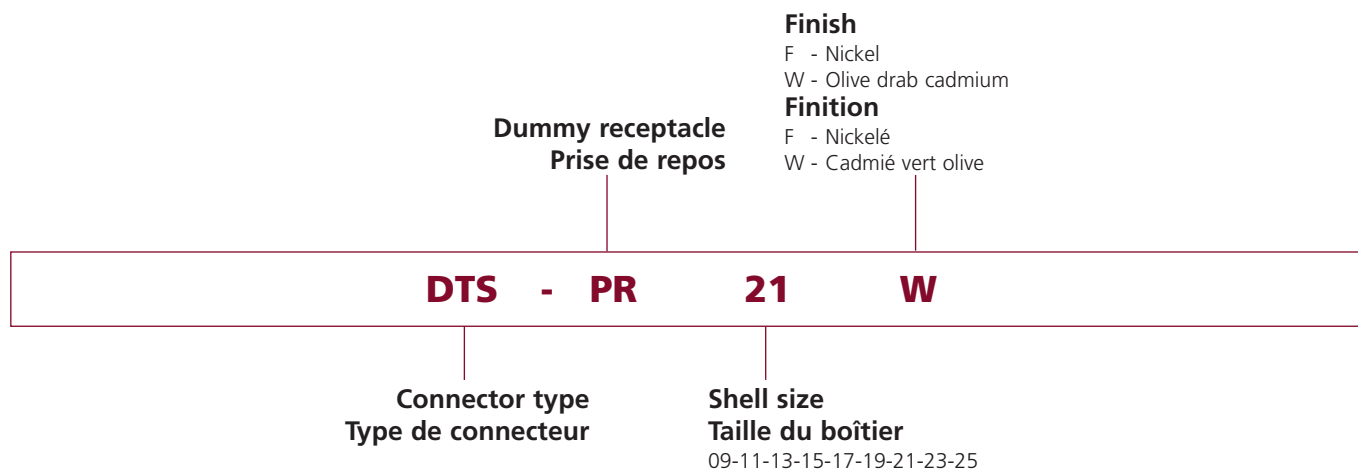 Finish
F - Nickel
W - Olive drab cadmium
Finition
F - Nickelé
W - Cadmié vert olive
Dummy receptacle
Prise de repos
DTS - PR 21 W
Connector type
Type de connecteur
Shell size
Taille du boîtier
09-11-13-15-17-19-21-23-25